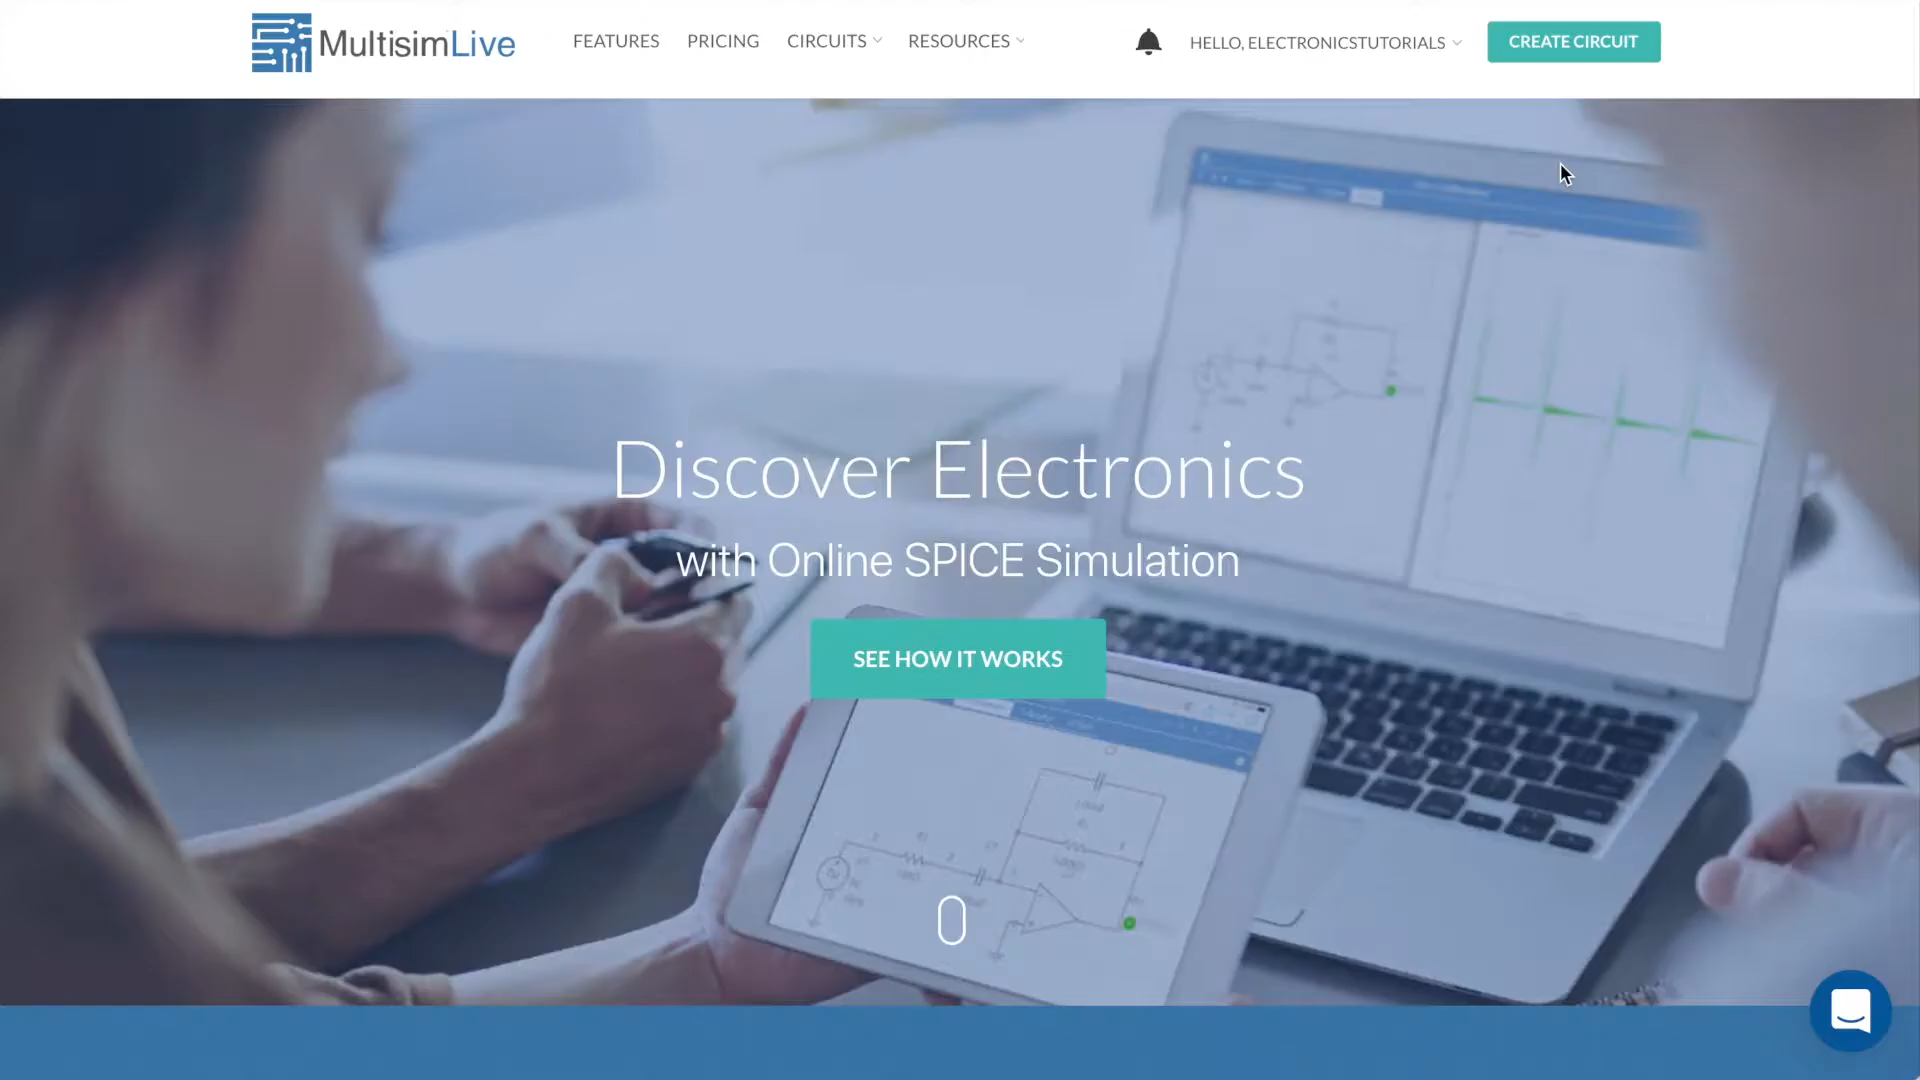 MultisimLive
FEATURES PRICING CIRCUITS RESOURCES
HELLO, ELECTRONICSTUTORIALS
CREATE CIRCUIT
Discover Electronics
with Online SPICE Simulation
SEE HOW IT WORKS